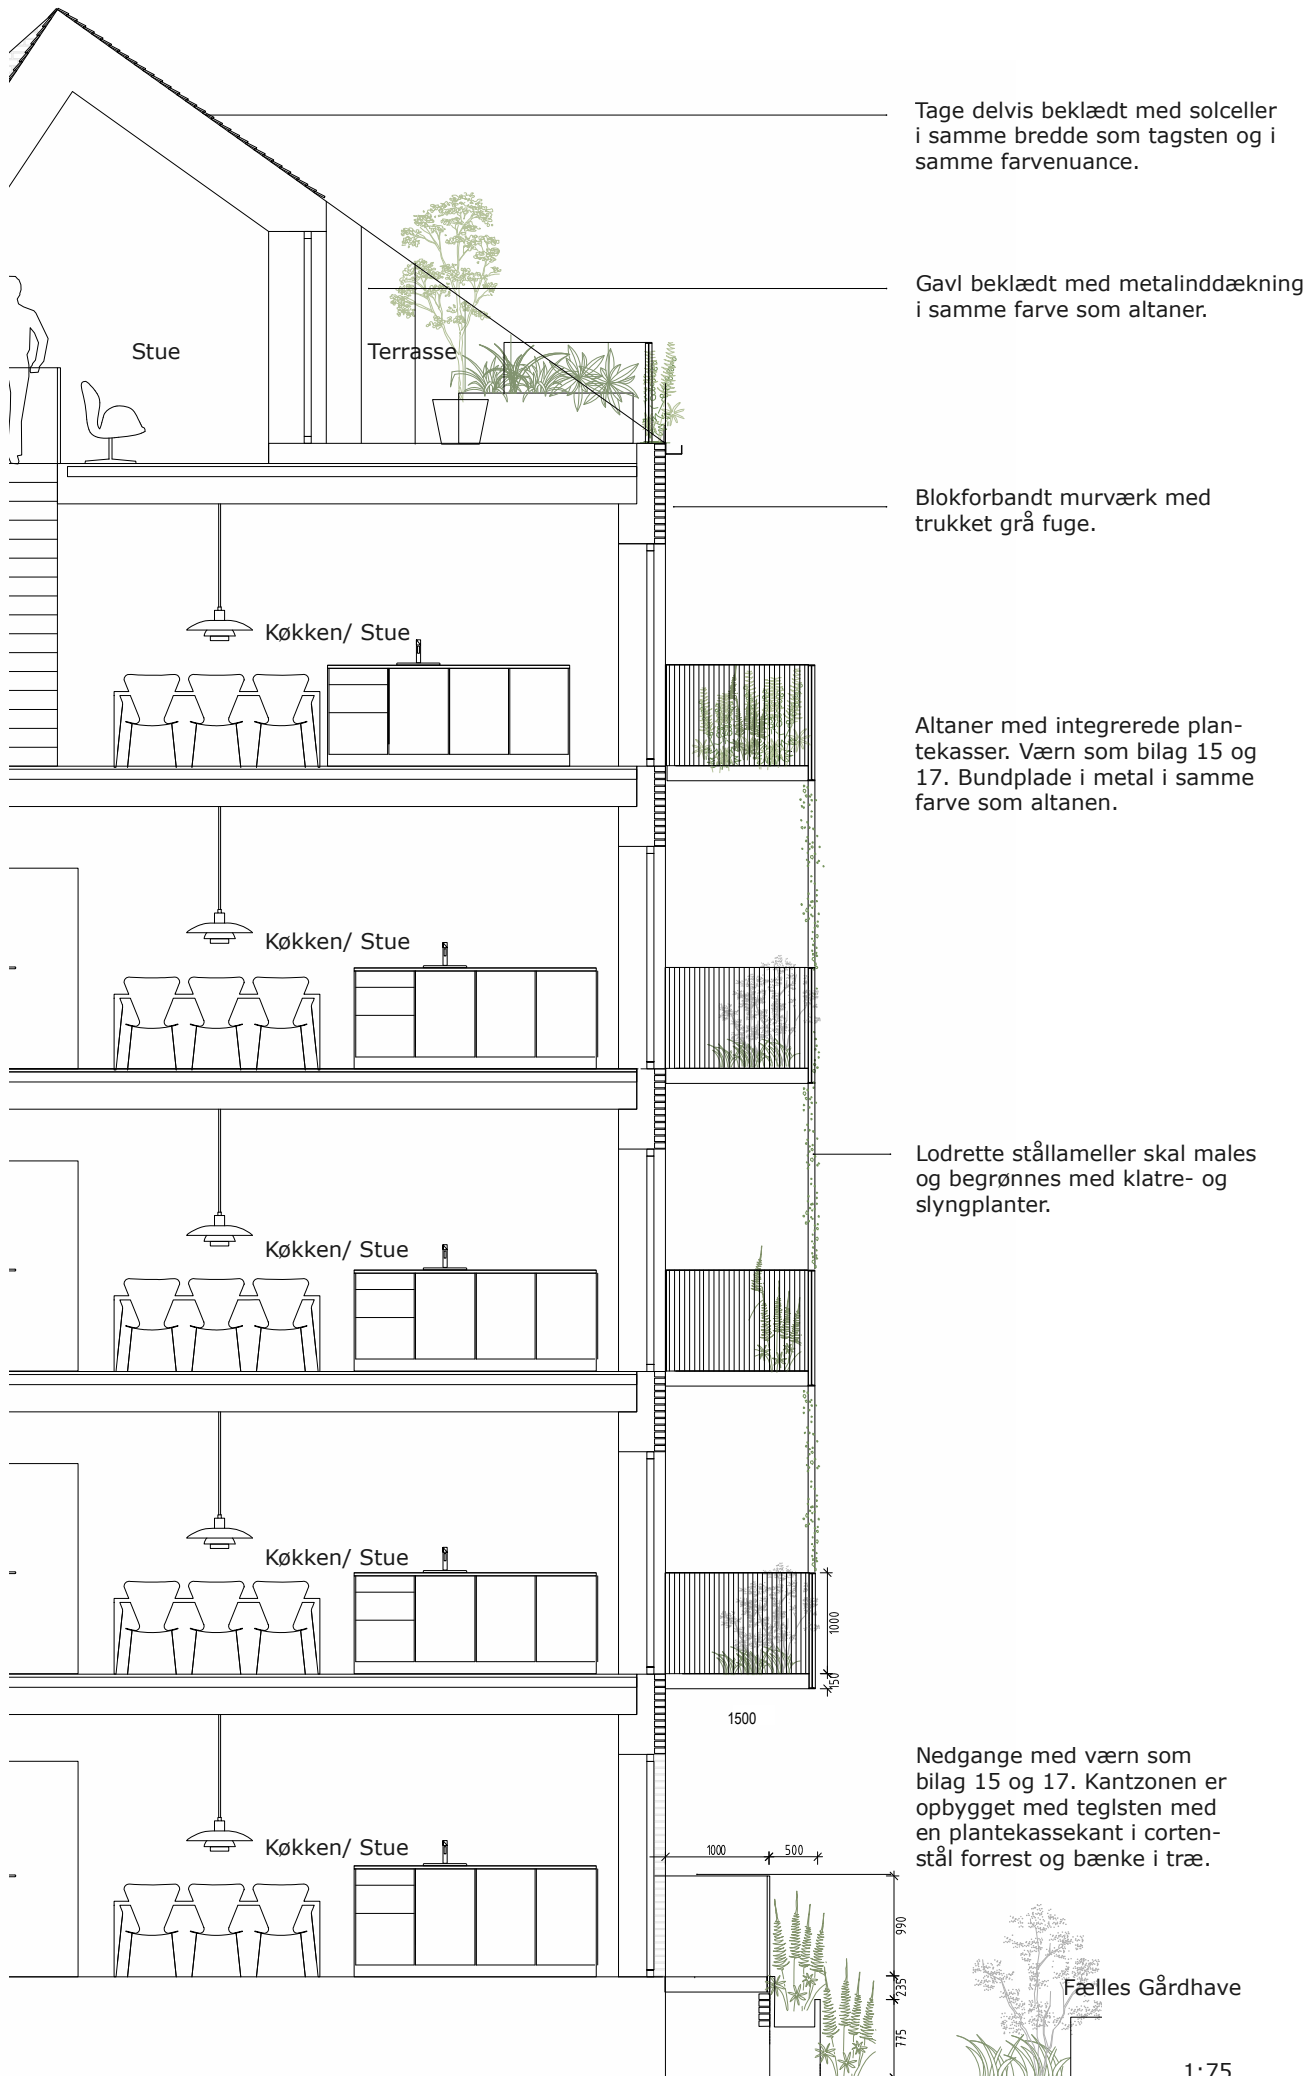 Tage delvis beklædt med solceller
i samme bredde som tagsten og i
samme farvenuance.
Gavl beklædt med metalinddækning
i samme farve som altaner.
Stue
Terrasse
Blokforbandt murværk med
trukket grå fuge.
Køkken/ Stue
Altaner med integrerede plan-
tekasser. Værn som bilag 15 og
17. Bundplade i metal i samme
farve som altanen.
Køkken/ Stue
Lodrette stållameller skal males
og begrønnes med klatre- og
slyngplanter.
Køkken/ Stue
Køkken/ Stue
1000
150
1500
Nedgange med værn som
bilag 15 og 17. Kantzonen er
opbygget med teglsten med
en plantekassekant i corten-
stål forrest og bænke i træ.
Køkken/ Stue
1000
500
990
235
775
Fælles Gårdhave
1:75